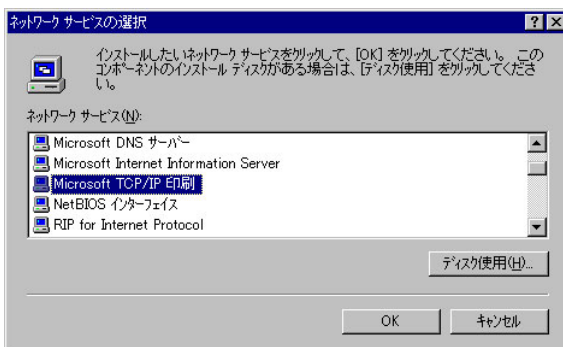 ネットワーク サービスの選択
インストールしたいネットワーク サービスをクリックして、[OK] をクリックしてください。 この
コンポーネントのインストール ディスクがある場合は、[ディスク使用] をクリックしてくださ
い。
ネットワーク サービス(N):
Microsoft DNS サーバー
Microsoft Internet Information Server
Microsoft TCP/IP 印刷
NetBIOS インターフェイス
RIP for Internet Protocol
ディスク使用(H)...
OK キャンセル